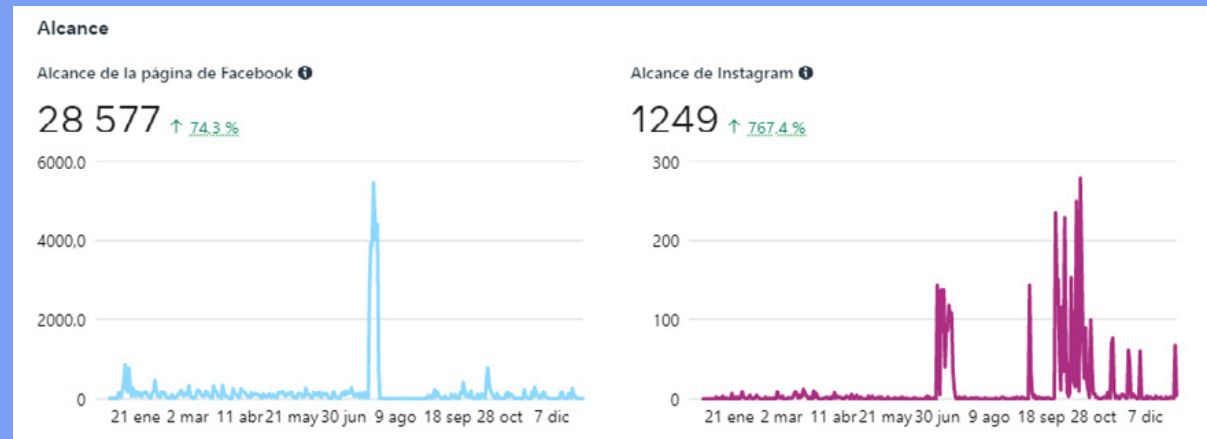 Alcance
Alcance de la página de Facebook
28 577 ↑ 74,3 %
6000.0
4000,0
2000.0
0
21 ene 2 mar 11 abr 21 may 30 jun 9 ago 18 sep 28 oct 7 dic
Alcance de Instagram
1249 ↑ 767,4 %
300
200
100
0
21 ene 2 mar 11 abr 21 may 30 jun 9 ago 18 sep 28 oct 7 dic